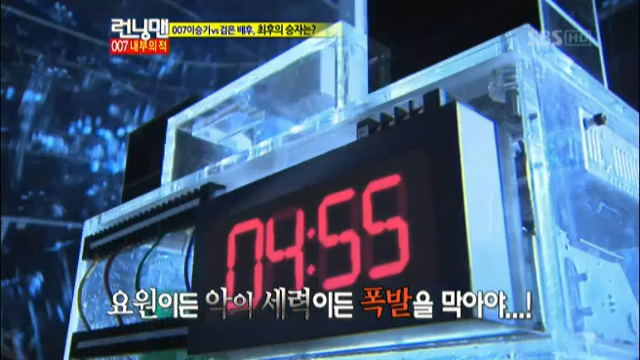 런닝맨
007 내부의 적
007이승기vs검은 배후, 최후의 승자는?
SBS HD
04:55
요원이든 악의 세력이든 폭발을 막아야...!